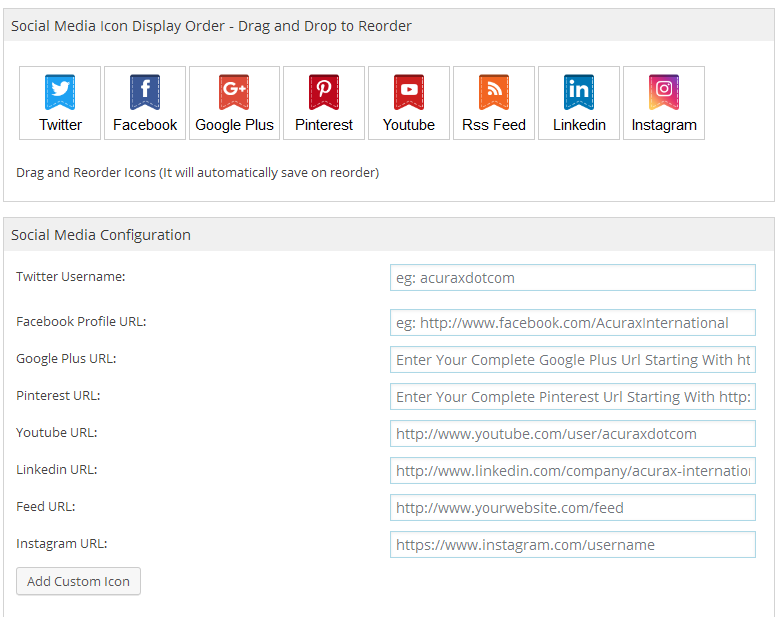 Social Media Icon Display Order - Drag and Drop to Reorder
Twitter Facebook Google Plus Pinterest Youtube Rss Feed Linkedin Instagram
Drag and Reorder Icons (It will automatically save on reorder)
Social Media Configuration
Twitter Username: eg: acuraxdotcom
Facebook Profile URL: eg: http://www.facebook.com/AcuraxInternational
Google Plus URL: Enter Your Complete Google Plus Url Starting With ht
Pinterest URL: Enter Your Complete Pinterest Url Starting With http:
Youtube URL: http://www.youtube.com/user/acuraxdotcom
Linkedin URL: http://www.linkedin.com/company/acurax-internation
Feed URL: http://www.yourwebsite.com/feed
Instagram URL: https://www.instagram.com/username
Add Custom Icon